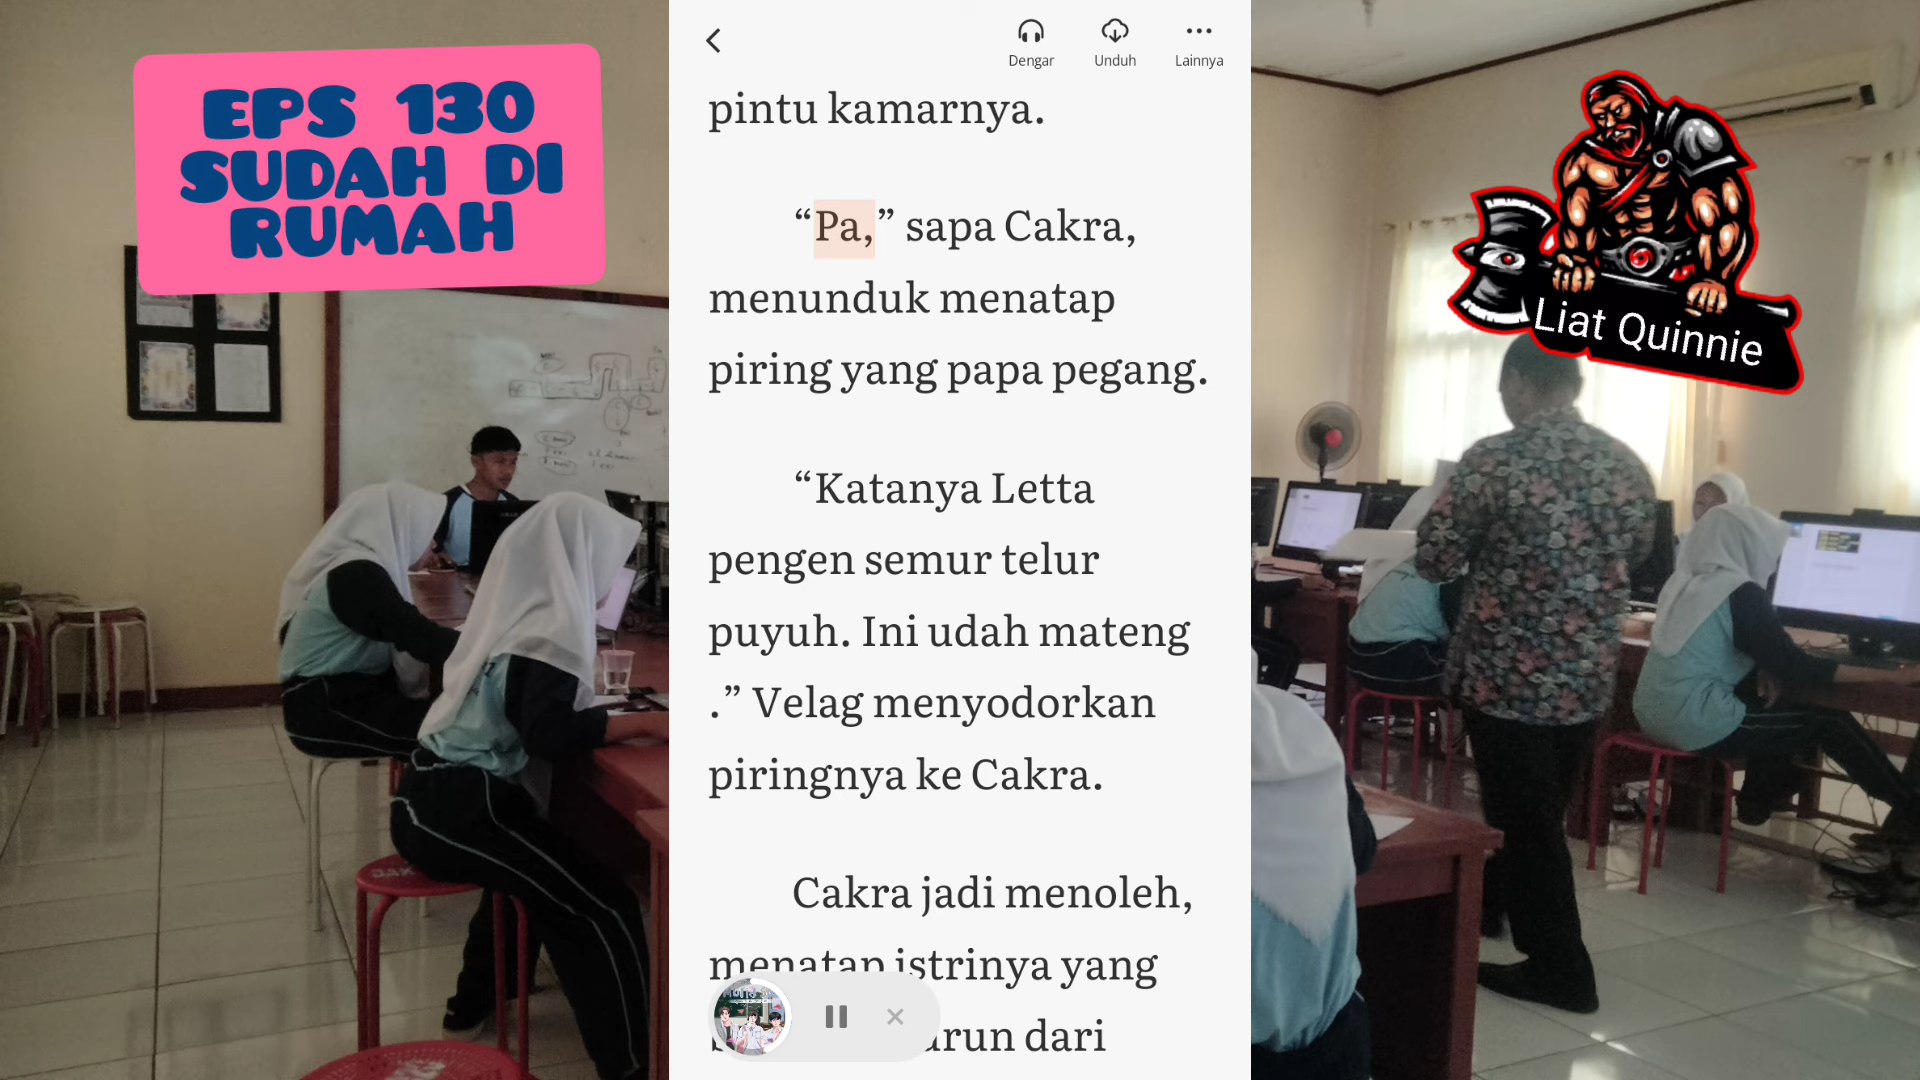 EPS 130
SUDAH DI
RUMAH
Dengar
Unduh
Lainnya
pintu kamarnya.
“Pa,” sapa Cakra,
menunduk menatap
piring yang papa pegang.
“Katanya Letta
pengen semur telur
puyuh. Ini udah mateng
.” Velag menyodorkan
piringnya ke Cakra.
Cakra jadi menoleh,
menatap istrinya yang
dari
Liat Quinnie